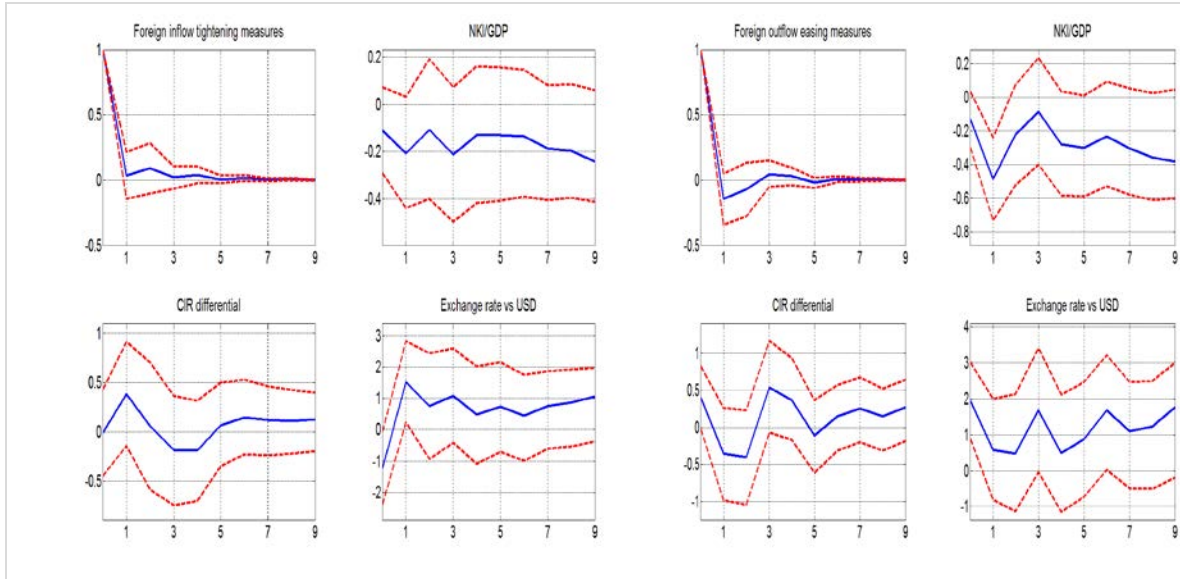 Foreign inflow tightening measures
NKI/GDP
Foreign outflow easing measures
NKI/GDP
1
0.5
0
-0.5
1 3 5 7 9
0.2
0
-0.2
-0.4
1 3 5 7 9
1
0.5
0
-0.5
1 3 5 7 9
0.2
0
-0.2
-0.4
-0.6
-0.8
1 3 5 7 9
CIR differential
Exchange rate vs USD
CIR differential
Exchange rate vs USD
1
0.5
0
-0.5
1 3 5 7 9
3
2
1
0
-1
-2
1 3 5 7 9
1
0.5
0
-0.5
-1
1 3 5 7 9
4
3
2
1
0
-1
1 3 5 7 9